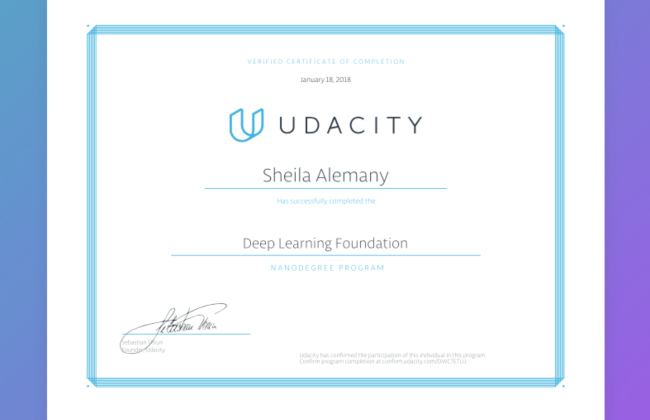 VERIFIED CERTIFICATE OF COMPLETION
January 18, 2018
UDACITY
Sheila Alemany
Has successfully completed the
Deep Learning Foundation
NANODEGREE PROGRAM
Sebastian Thrun
Founder, Udacity
Udacity has confirmed the participation of this individual in this program.
Confirm program completion at confirm.udacity.com/